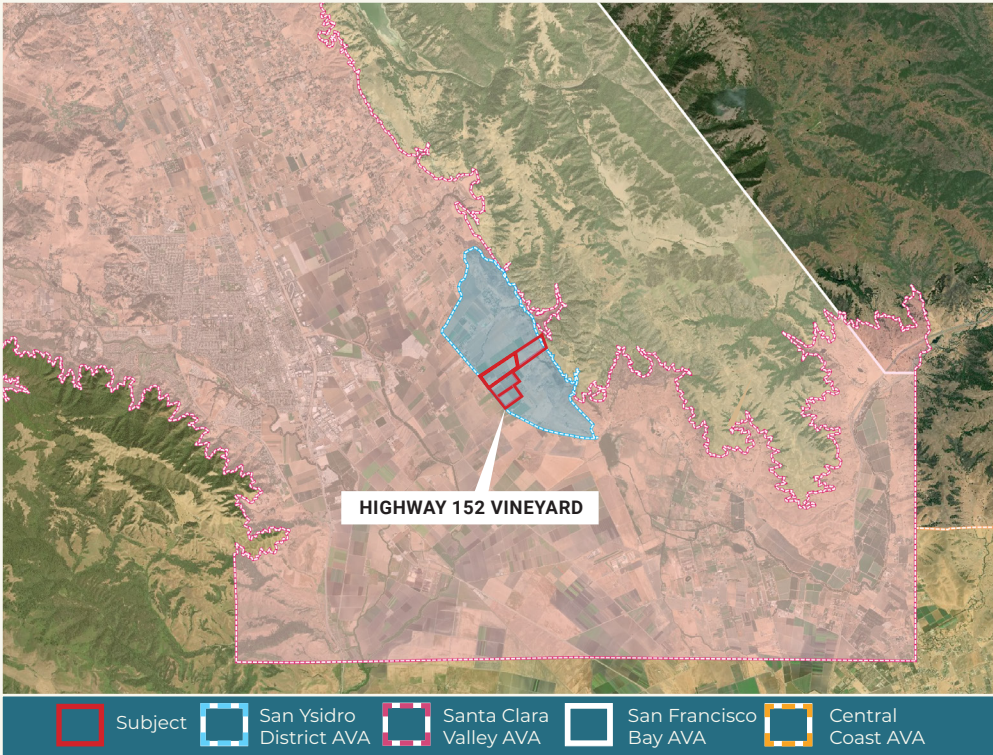 HIGHWAY 152 VINEYARD
Subject
San Ysidro
District AVA
Santa Clara
Valley AVA
San Francisco
Bay AVA
Central
Coast AVA